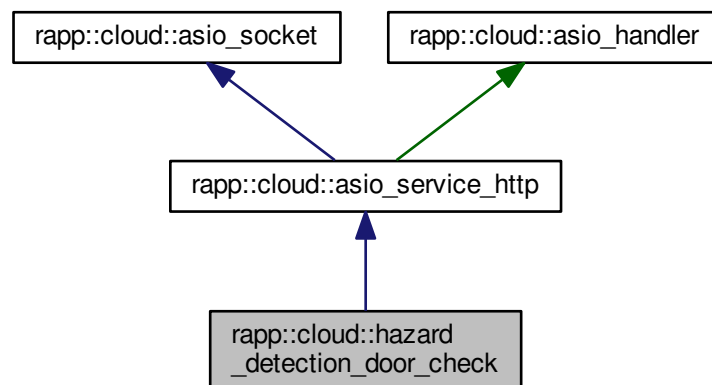 rapp::cloud::asio_socket
rapp::cloud::asio_handler
rapp::cloud::asio_service_http
rapp::cloud::hazard
_detection_door_check